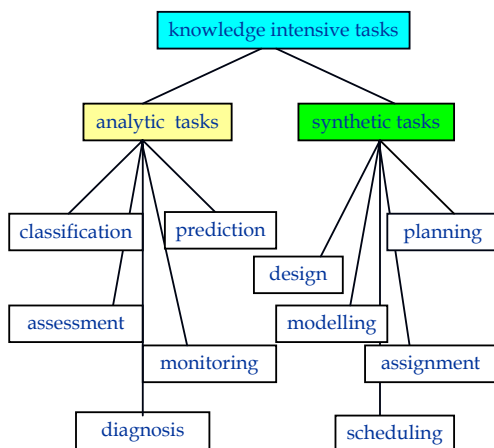 knowledge intensive tasks
analytic  tasks
synthetic tasks
classification
prediction
planning
design
assessment
modelling
monitoring
assignment
diagnosis
scheduling